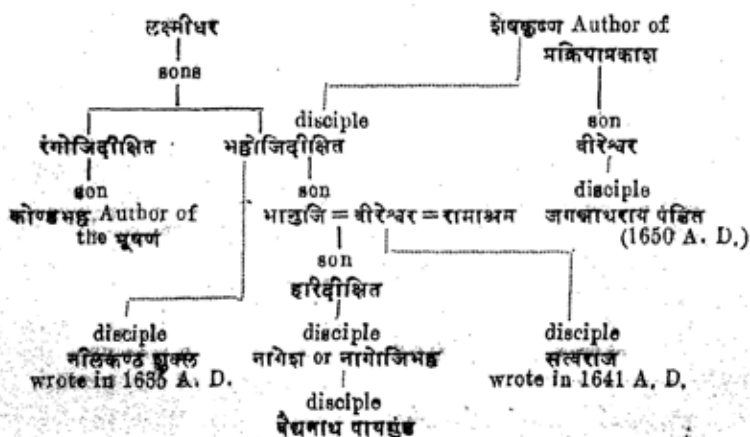 लक्ष्मीधर
शेषकृष्ण Author of
प्रक्रियाप्रकाश
sons
disciple
son
रंगोजिदीक्षित
भट्टोजिदीक्षित
वीरेश्वर
son
son
disciple
कोण्डभट्ट Author of
the भूषण
भानुजि = वीरेश्वर = रामाश्रम
जगन्नाथराय पंडित
(1650 A. D.)
son
हरिदीक्षित
disciple
disciple
disciple
नीलकण्ठ शुक्ल
नागेश or नागोजिभट्ट
सत्वराज
wrote in 1635 A. D.
wrote in 1641 A. D.
disciple
वैद्यनाथ पायगुंड